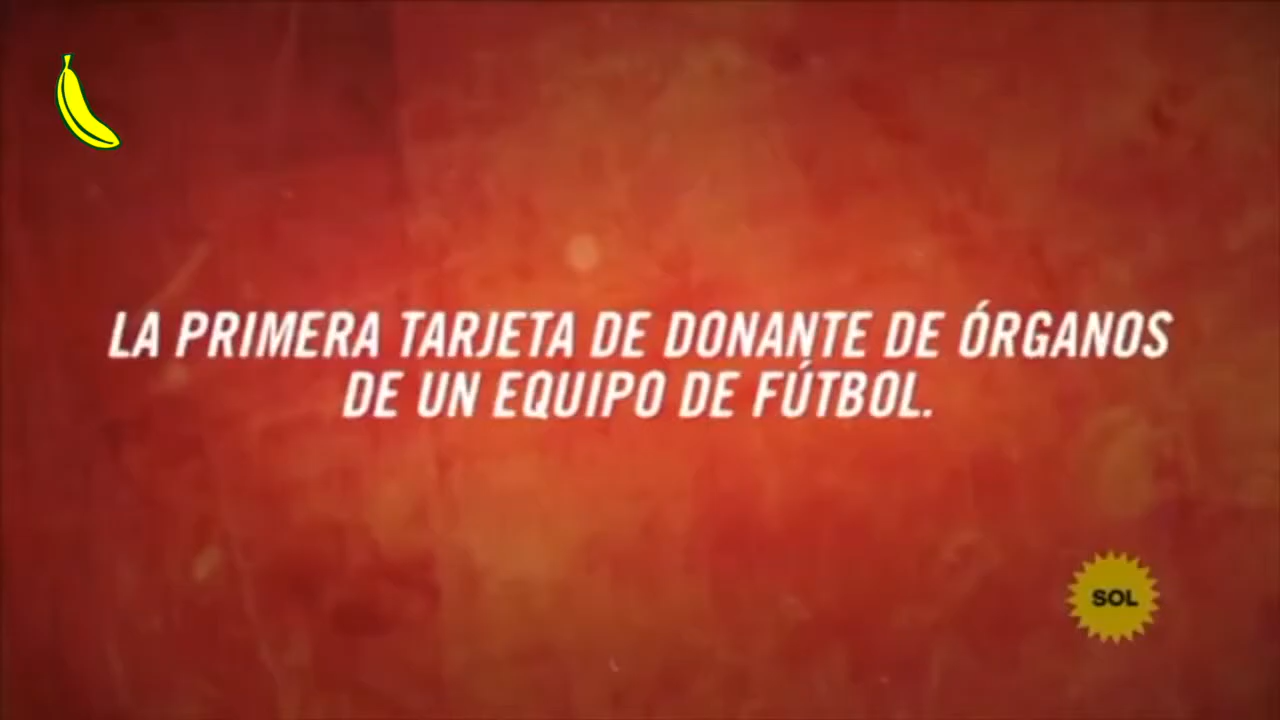 LA PRIMERA TARJETA DE DONANTE DE ÓRGANOS
DE UN EQUIPO DE FÚTBOL.
SOL